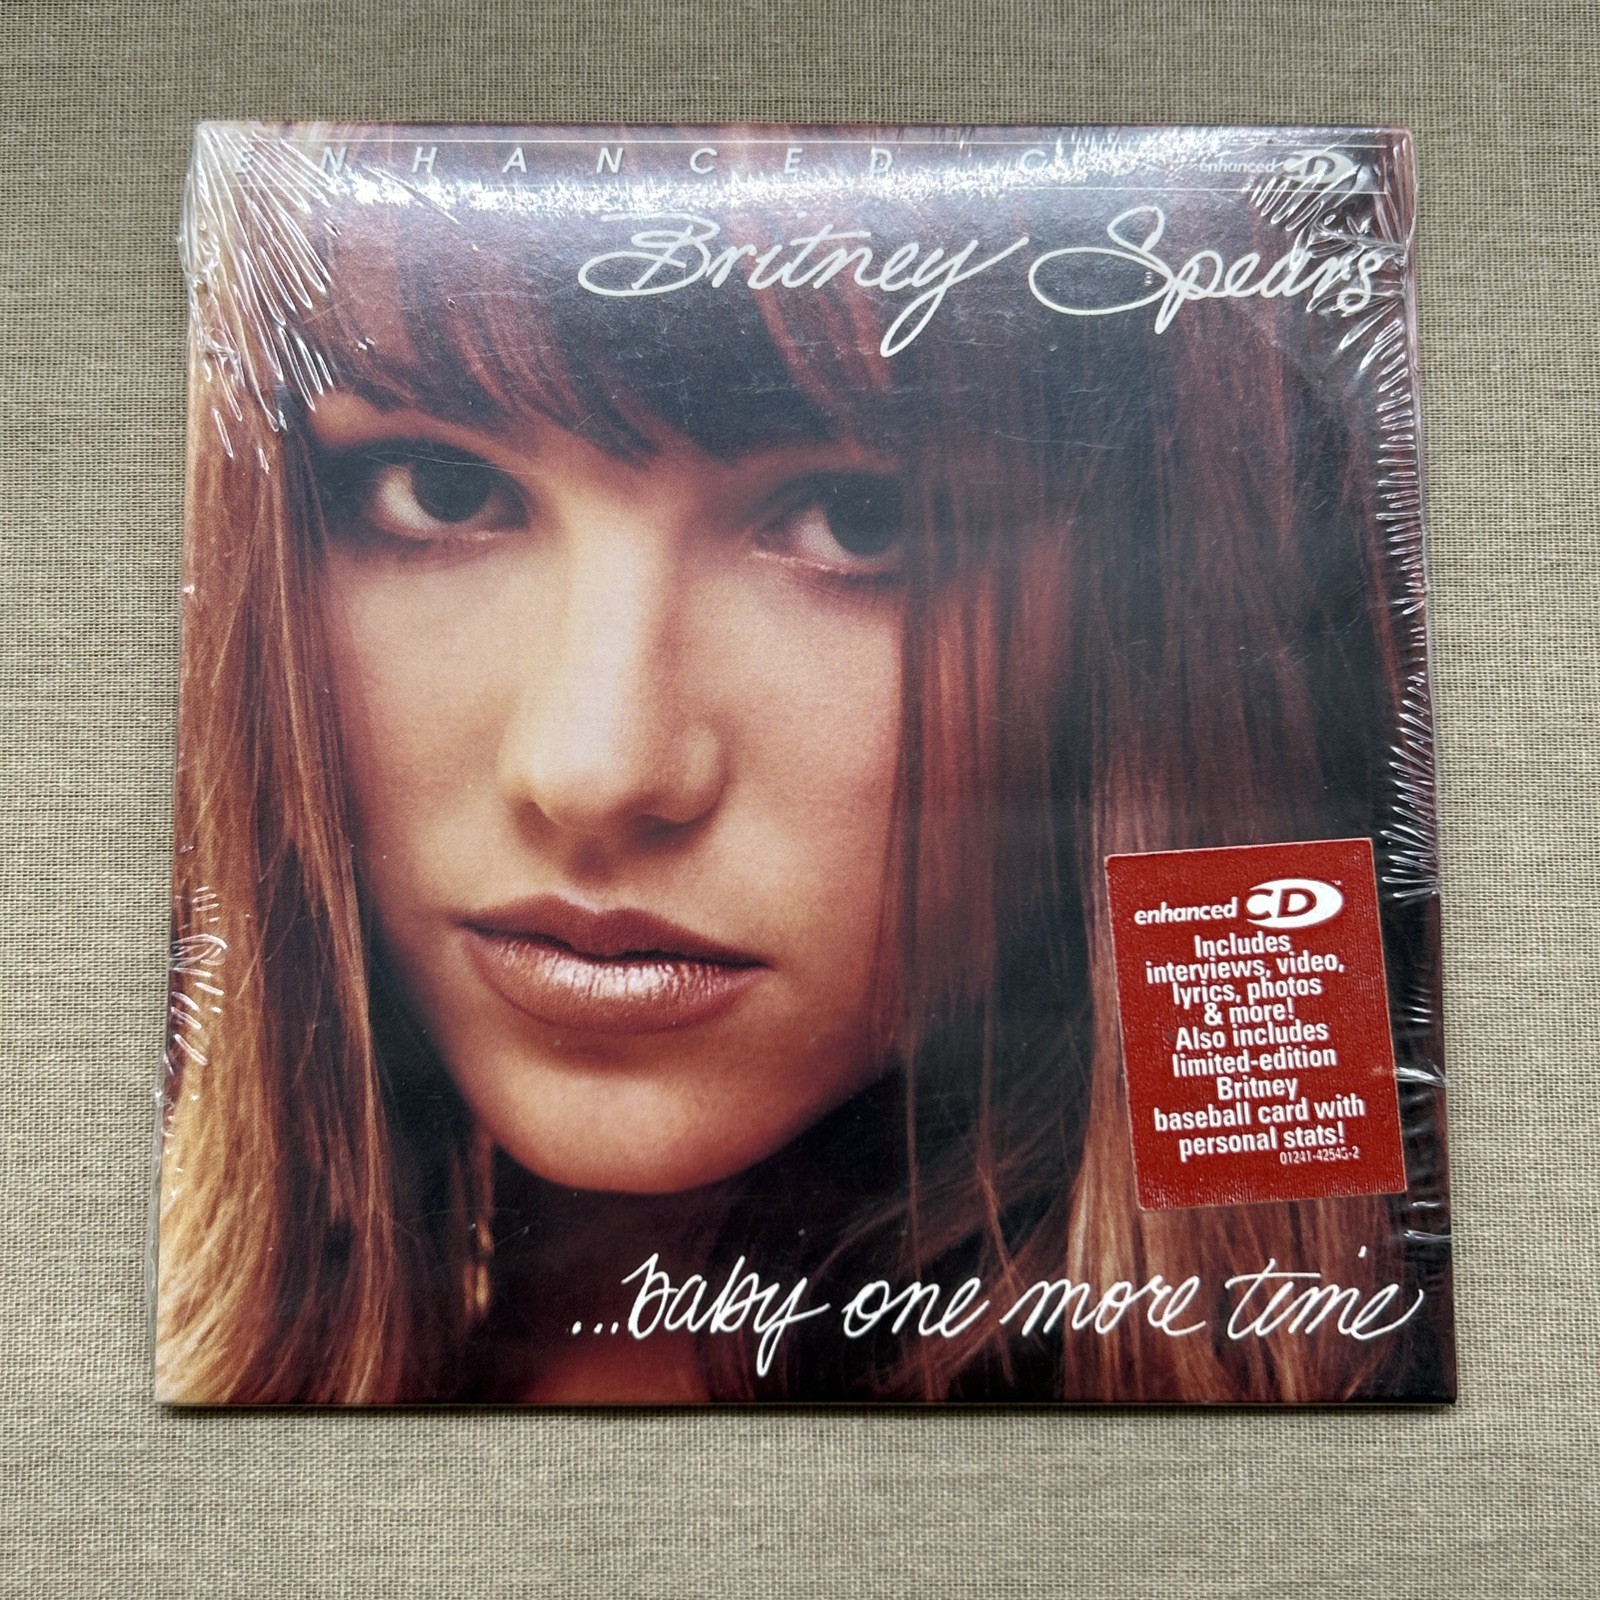 ENHANCED CD
enhanced CD
Britney Spears
enhanced CD™
Includes
interviews, video,
lyrics, photos
& more!
Also includes
limited-edition
Britney
baseball card with
personal stats!
01241-42545-2
...baby one more time